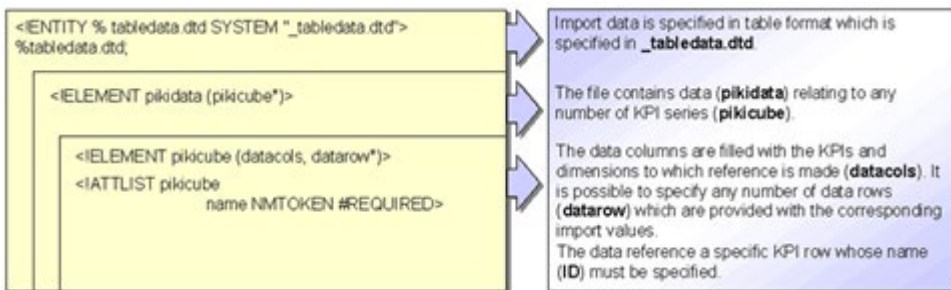 <!ENTITY % tabledata.dtd SYSTEM "_tabledata.dtd">
%tabledata.dtd;
<!ELEMENT pikidata (pikicube*)>
<!ELEMENT pikicube (datacols, datarow*)>
<!ATTLIST pikicube
name NMTOKEN #REQUIRED>
Import data is specified in table format which is
specified in _tabledata.dtd.
The file contains data (pikidata) relating to any
number of KPI series (pikicube).
The data columns are filled with the KPIs and
dimensions to which reference is made (datacols). It
is possible to specify any number of data rows
(datarow) which are provided with the corresponding
import values.
The data reference a specific KPI row whose name
(ID) must be specified.